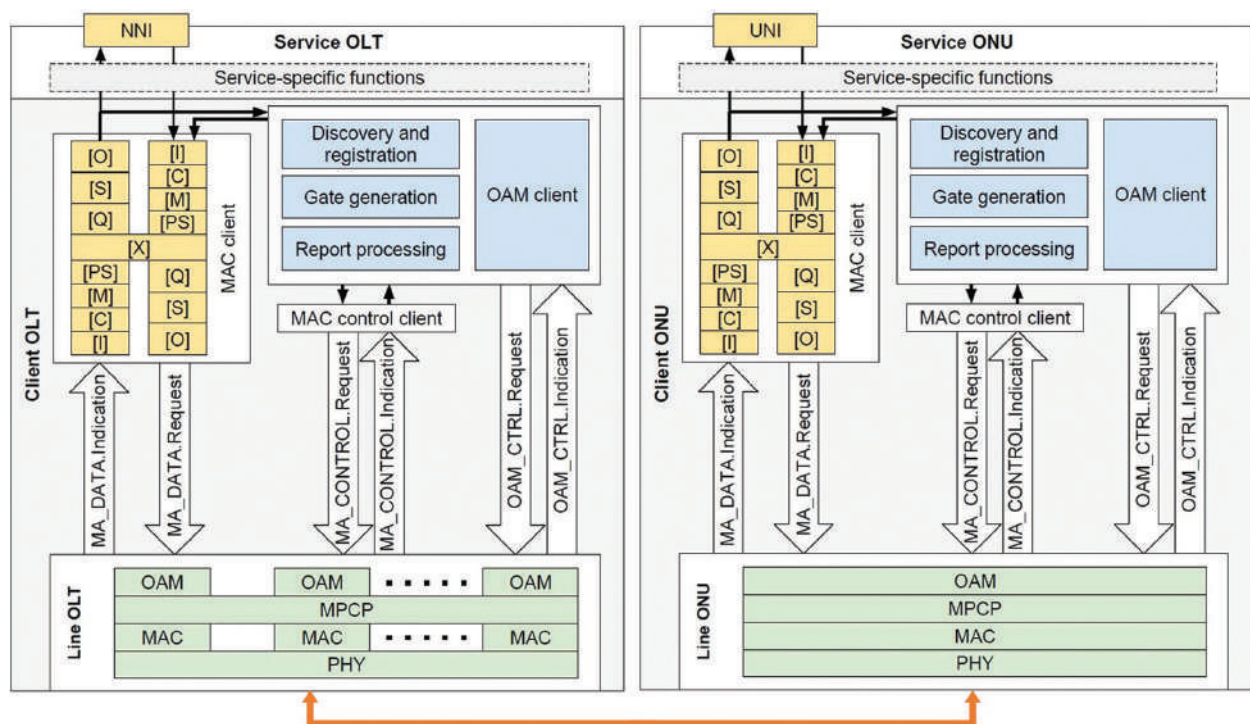 NNI
Service OLT
Service-specific functions
[O]
[S]
[Q]
[I]
[C]
[M]
[PS]
[X]
[PS]
[M]
[C]
[I]
[Q]
[S]
[O]
MAC client
Discovery and
registration
Gate generation
Report processing
OAM client
MAC control client
Client OLT
MA_DATA.Indication
MA_DATA.Request
MA_CONTROL.Request
MA_CONTROL.Indication
OAM_CTRL.Request
OAM_CTRL.Indication
Line OLT
OAM OAM OAM
MPCP
MAC MAC MAC
PHY
UNI
Service ONU
Service-specific functions
[O]
[S]
[Q]
[I]
[C]
[M]
[PS]
[X]
[PS]
[M]
[C]
[I]
[Q]
[S]
[O]
MAC client
Discovery and
registration
Gate generation
Report processing
OAM client
MAC control client
Client ONU
MA_DATA.Indication
MA_DATA.Request
MA_CONTROL.Request
MA_CONTROL.Indication
OAM_CTRL.Request
OAM_CTRL.Indication
Line ONU
OAM
MPCP
MAC
PHY